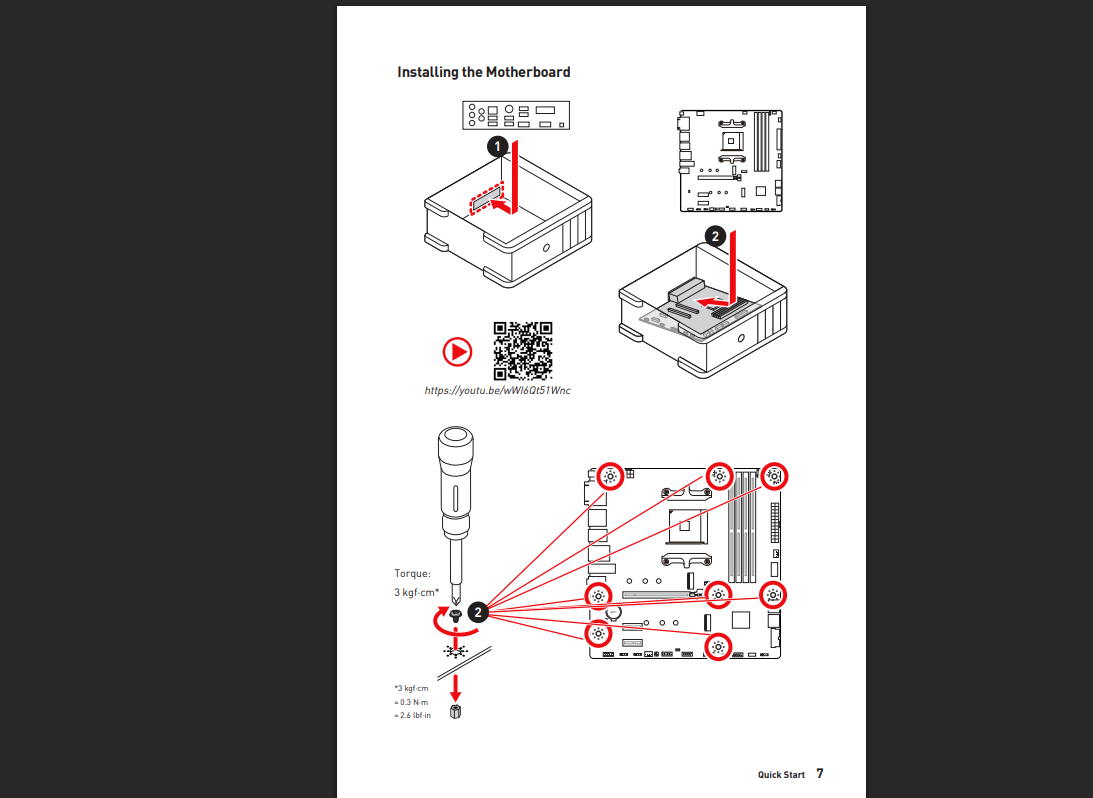 Installing the Motherboard
1
2
https://youtu.be/wWI6Qt51Wnc
Torque:
3 kgf·cm*
2
*3 kgf·cm
= 0.3 N·m
= 2.6 lbf·in
Quick Start 7